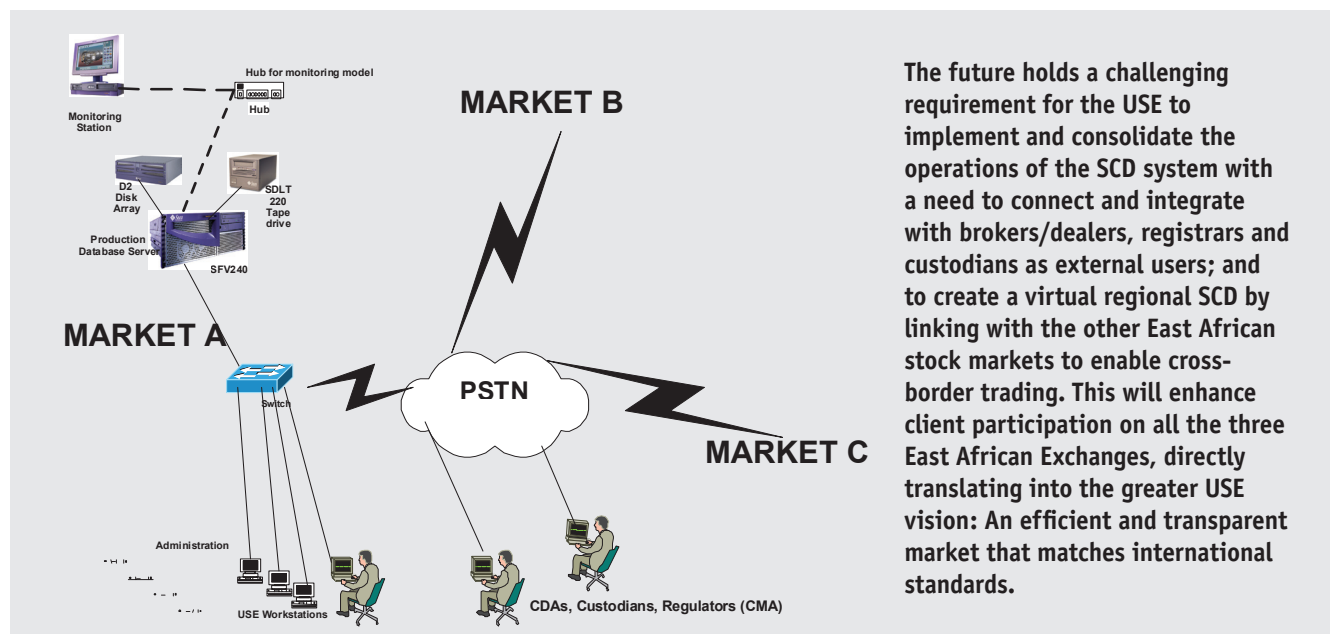 Hub for monitoring model
Hub
Monitoring
Station
D2
Disk
Array
SDLT
220
Tape
drive
Production
Database Server
SFV240
MARKET A
MARKET B
Switch
PSTN
MARKET C
Administration
USE Workstations
CDAs, Custodians, Regulators (CMA)
The future holds a challenging
requirement for the USE to
implement and consolidate the
operations of the SCD system with
a need to connect and integrate
with brokers/dealers, registrars and
custodians as external users; and
to create a virtual regional SCD by
linking with the other East African
stock markets to enable cross-
border trading. This will enhance
client participation on all the three
East African Exchanges, directly
translating into the greater USE
vision: An efficient and transparent
market that matches international
standards.